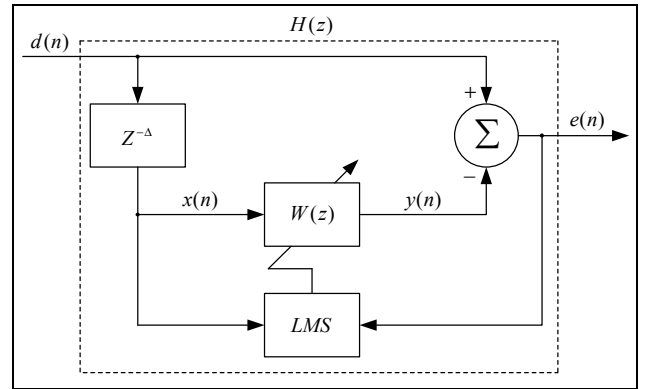 H(z)
d(n)
+
Σ
e(n)
Z^{-Δ}
−
x(n)
W(z)
y(n)
LMS